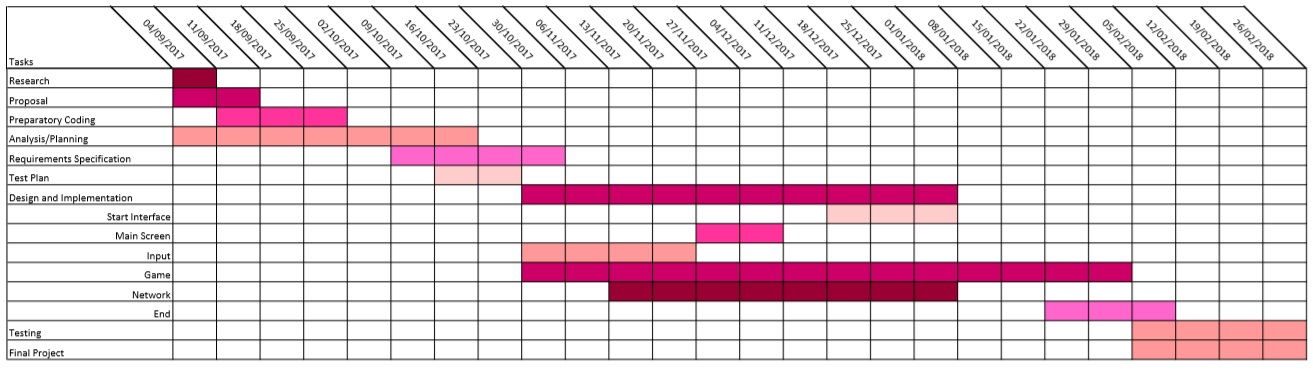 04/09/2017
11/09/2017
18/09/2017
25/09/2017
02/10/2017
09/10/2017
16/10/2017
23/10/2017
30/10/2017
06/11/2017
13/11/2017
20/11/2017
27/11/2017
04/12/2017
11/12/2017
18/12/2017
25/12/2017
01/01/2018
08/01/2018
15/01/2018
22/01/2018
29/01/2018
05/02/2018
12/02/2018
19/02/2018
26/02/2018
Tasks
Research
Proposal
Preparatory Coding
Analysis/Planning
Requirements Specification
Test Plan
Design and Implementation
Start Interface
Main Screen
Input
Game
Network
End
Testing
Final Project